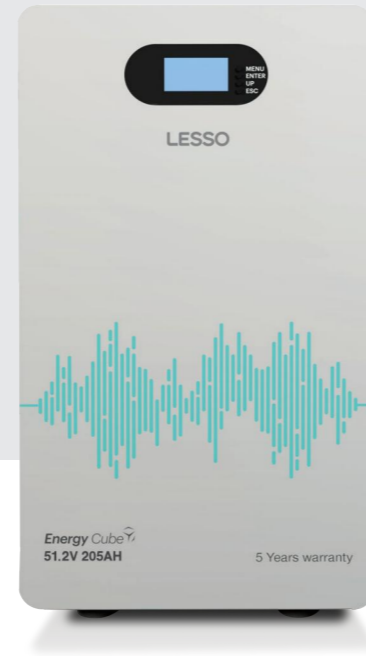 MENU
ENTER
UP
ESC
LESSO
Energy Cube
51.2V 205AH
5 Years warranty